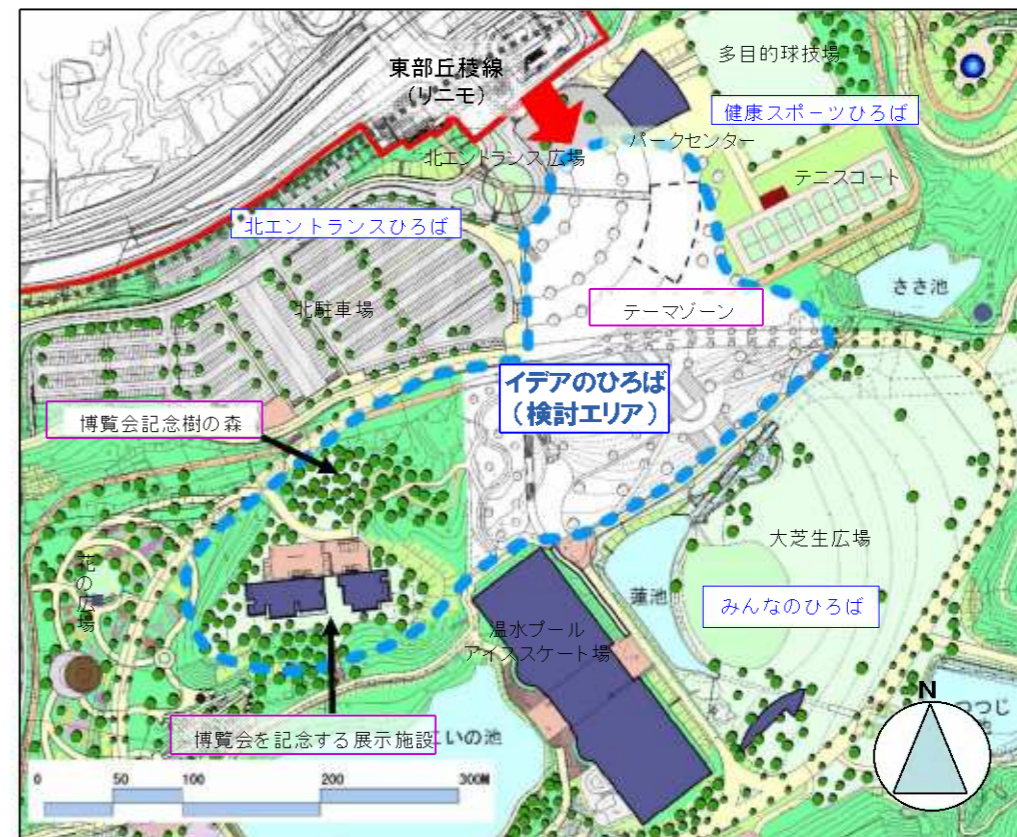 東部丘稜線
(リニモ)
多目的球技場
健康スポーツひろば
パークセンター
北エントランス広場
テニスコート
北エントランスひろば
さき池
北駐車場
テーマゾーン
イデアのひろば
(検討エリア)
博覧会記念樹の森
大芝生広場
花の広場
蓮池
みんなのひろば
温水プール
アイススケート場
N
つつじ
池
博覧会を記念する展示施設
こいの池
0 50 100 200 300M